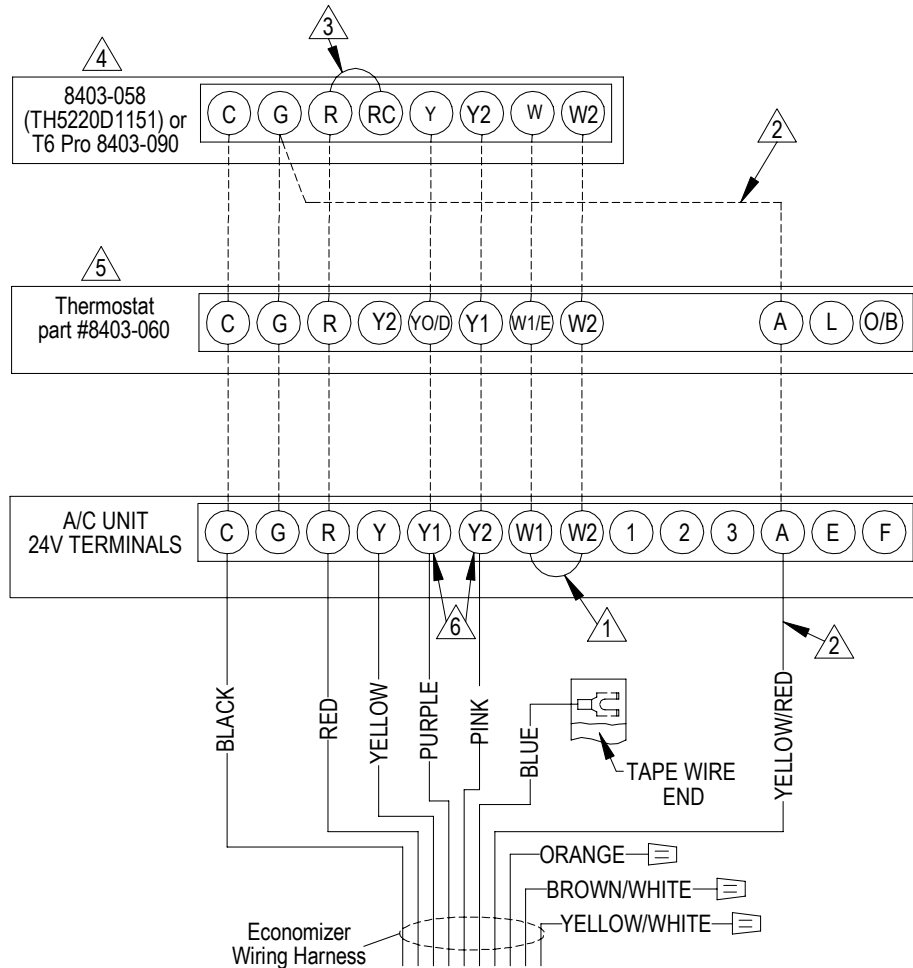 3
4
8403-058
(TH5220D1151) or
T6 Pro 8403-090
C G R RC Y Y2 W W2
2
5
Thermostat
part #8403-060
C G R Y2 YO/D Y1 W1/E W2 A L O/B
A/C UNIT
24V TERMINALS
C G R Y Y1 Y2 W1 W2 1 2 3 A E F
6
1
2
BLACK
RED
YELLOW
PURPLE
PINK
BLUE
YELLOW/RED
TAPE WIRE
END
ORANGE
BROWN/WHITE
YELLOW/WHITE
Economizer
Wiring Harness